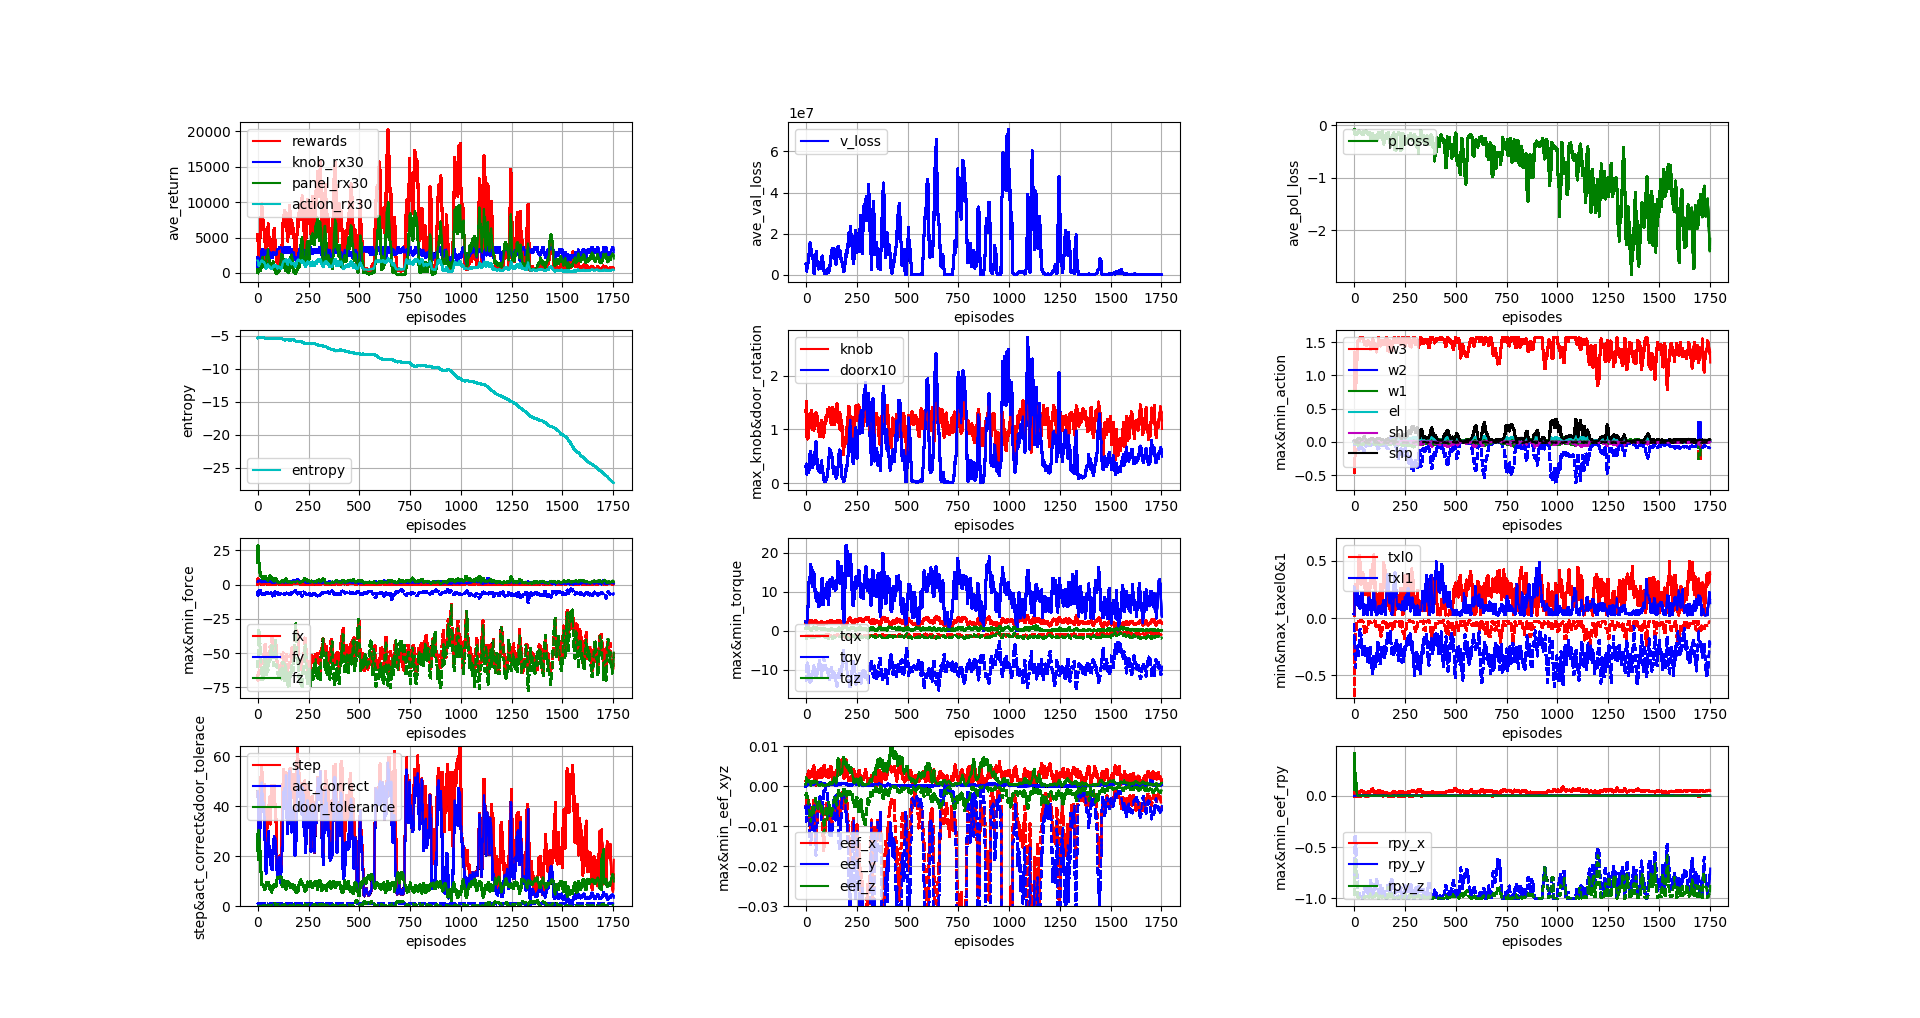 ave_return
20000
15000
10000
5000
0
rewards
knob_rx30
panel_rx30
action_rx30
0 250 500 750 1000 1250 1500 1750
episodes
1e7
ave_val_loss
6
4
2
0
v_loss
0 250 500 750 1000 1250 1500 1750
episodes
ave_pol_loss
0
−1
−2
p_loss
0 250 500 750 1000 1250 1500 1750
episodes
entropy
−5
−10
−15
−20
−25
entropy
0 250 500 750 1000 1250 1500 1750
episodes
max_knob&door_rotation
2
1
0
knob
doorx10
0 250 500 750 1000 1250 1500 1750
episodes
max&min_action
1.5
1.0
0.5
0.0
−0.5
w3
w2
w1
el
shl
shp
0 250 500 750 1000 1250 1500 1750
episodes
max&min_force
25
0
−25
−50
−75
fx
fy
fz
0 250 500 750 1000 1250 1500 1750
episodes
max&min_torque
20
10
0
−10
tqx
tqy
tqz
0 250 500 750 1000 1250 1500 1750
episodes
min&max_taxel0&1
0.5
0.0
−0.5
txl0
txl1
0 250 500 750 1000 1250 1500 1750
episodes
step&act_correct&door_tolerace
60
40
20
0
step
act_correct
door_tolerance
0 250 500 750 1000 1250 1500 1750
episodes
max&min_eef_xyz
0.01
0.00
−0.01
−0.02
−0.03
eef_x
eef_y
eef_z
0 250 500 750 1000 1250 1500 1750
episodes
max&min_eef_rpy
0.0
−0.5
−1.0
rpy_x
rpy_y
rpy_z
0 250 500 750 1000 1250 1500 1750
episodes